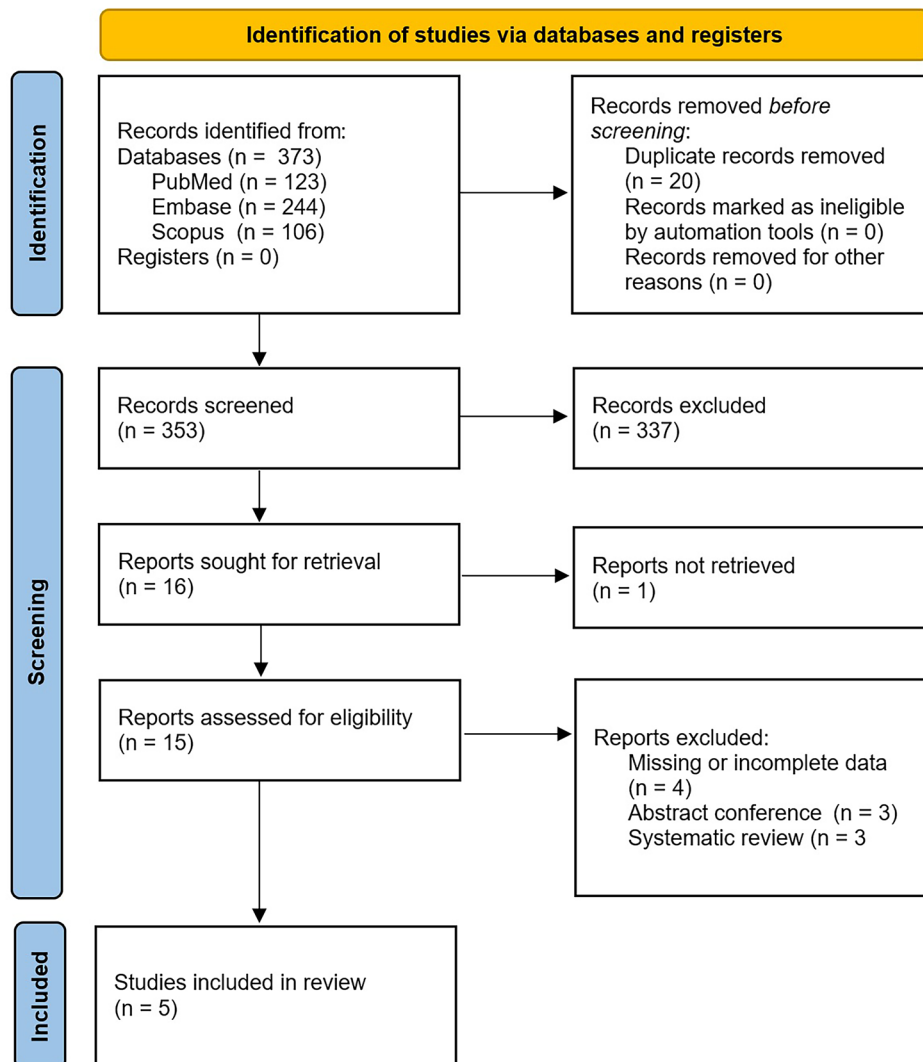 Identification of studies via databases and registers
Identification
Records identified from:
Databases (n =  373)
PubMed (n = 123)
Embase (n = 244)
Scopus  (n = 106)
Registers (n = 0)
Records removed before
screening:
Duplicate records removed
(n = 20)
Records marked as ineligible
by automation tools (n = 0)
Records removed for other
reasons (n = 0)
Screening
Records screened
(n = 353)
Records excluded
(n = 337)
Reports sought for retrieval
(n = 16)
Reports not retrieved
(n = 1)
Reports assessed for eligibility
(n = 15)
Reports excluded:
Missing or incomplete data
(n = 4)
Abstract conference  (n = 3)
Systematic review (n = 3
Included
Studies included in review
(n = 5)